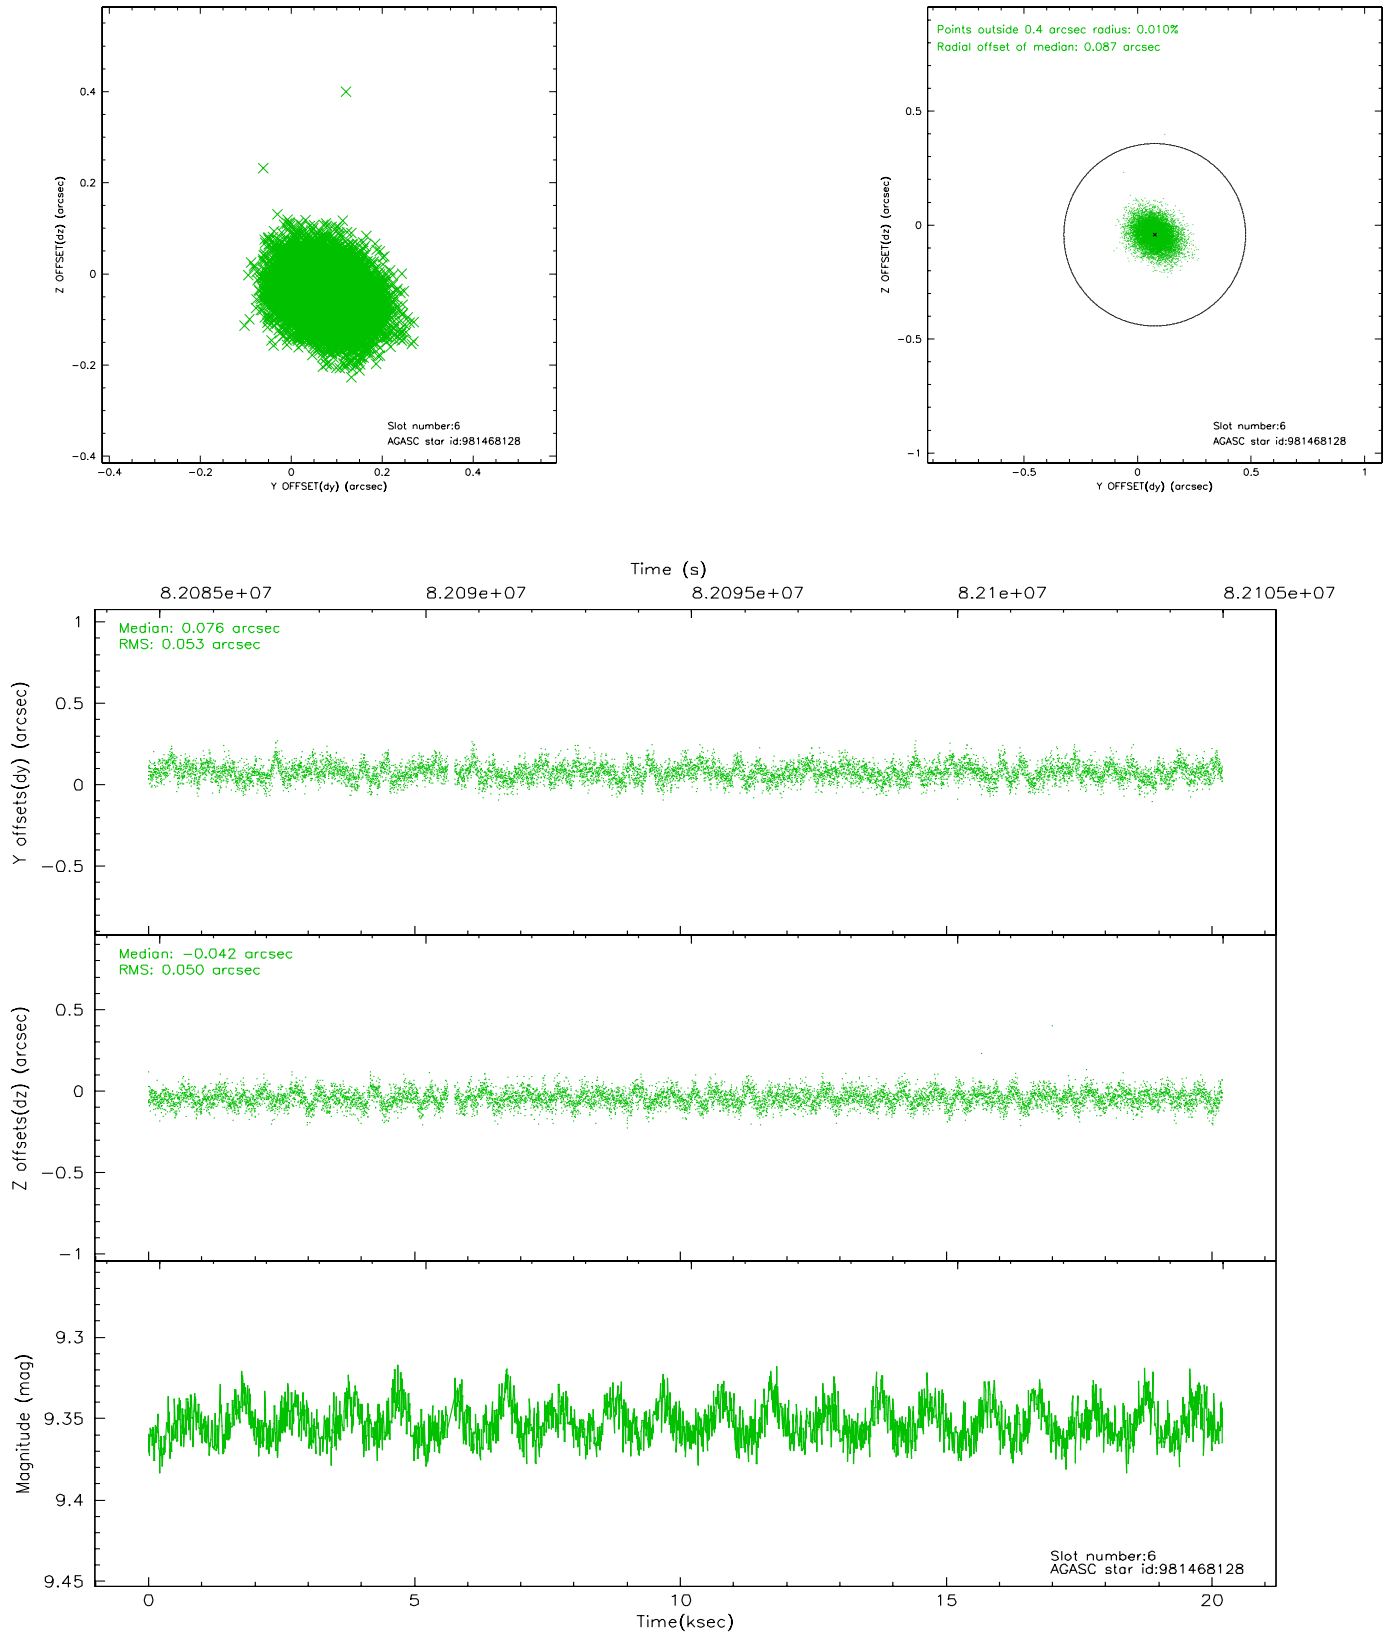 0.4
0.2
0
−0.2
−0.4
Z OFFSET(dz) (arcsec)
Slot number:6
AGASC star id:981468128
−0.4 −0.2 0 0.2 0.4
Y OFFSET(dy) (arcsec)
Points outside 0.4 arcsec radius: 0.010%
Radial offset of median: 0.087 arcsec
0.5
0
−0.5
−1
Z OFFSET(dz) (arcsec)
Slot number:6
AGASC star id:981468128
−0.5 0 0.5 1
Y OFFSET(dy) (arcsec)
Time (s)
8.2085e+07 8.209e+07 8.2095e+07 8.21e+07 8.2105e+07
Median: 0.076 arcsec
RMS: 0.053 arcsec
1
0.5
0
−0.5
Y offsets(dy) (arcsec)
Median: −0.042 arcsec
RMS: 0.050 arcsec
0.5
0
−0.5
−1
Z offsets(dz) (arcsec)
9.3
9.35
9.4
9.45
Magnitude (mag)
Slot number:6
AGASC star id:981468128
0 5 10 15 20
Time(ksec)